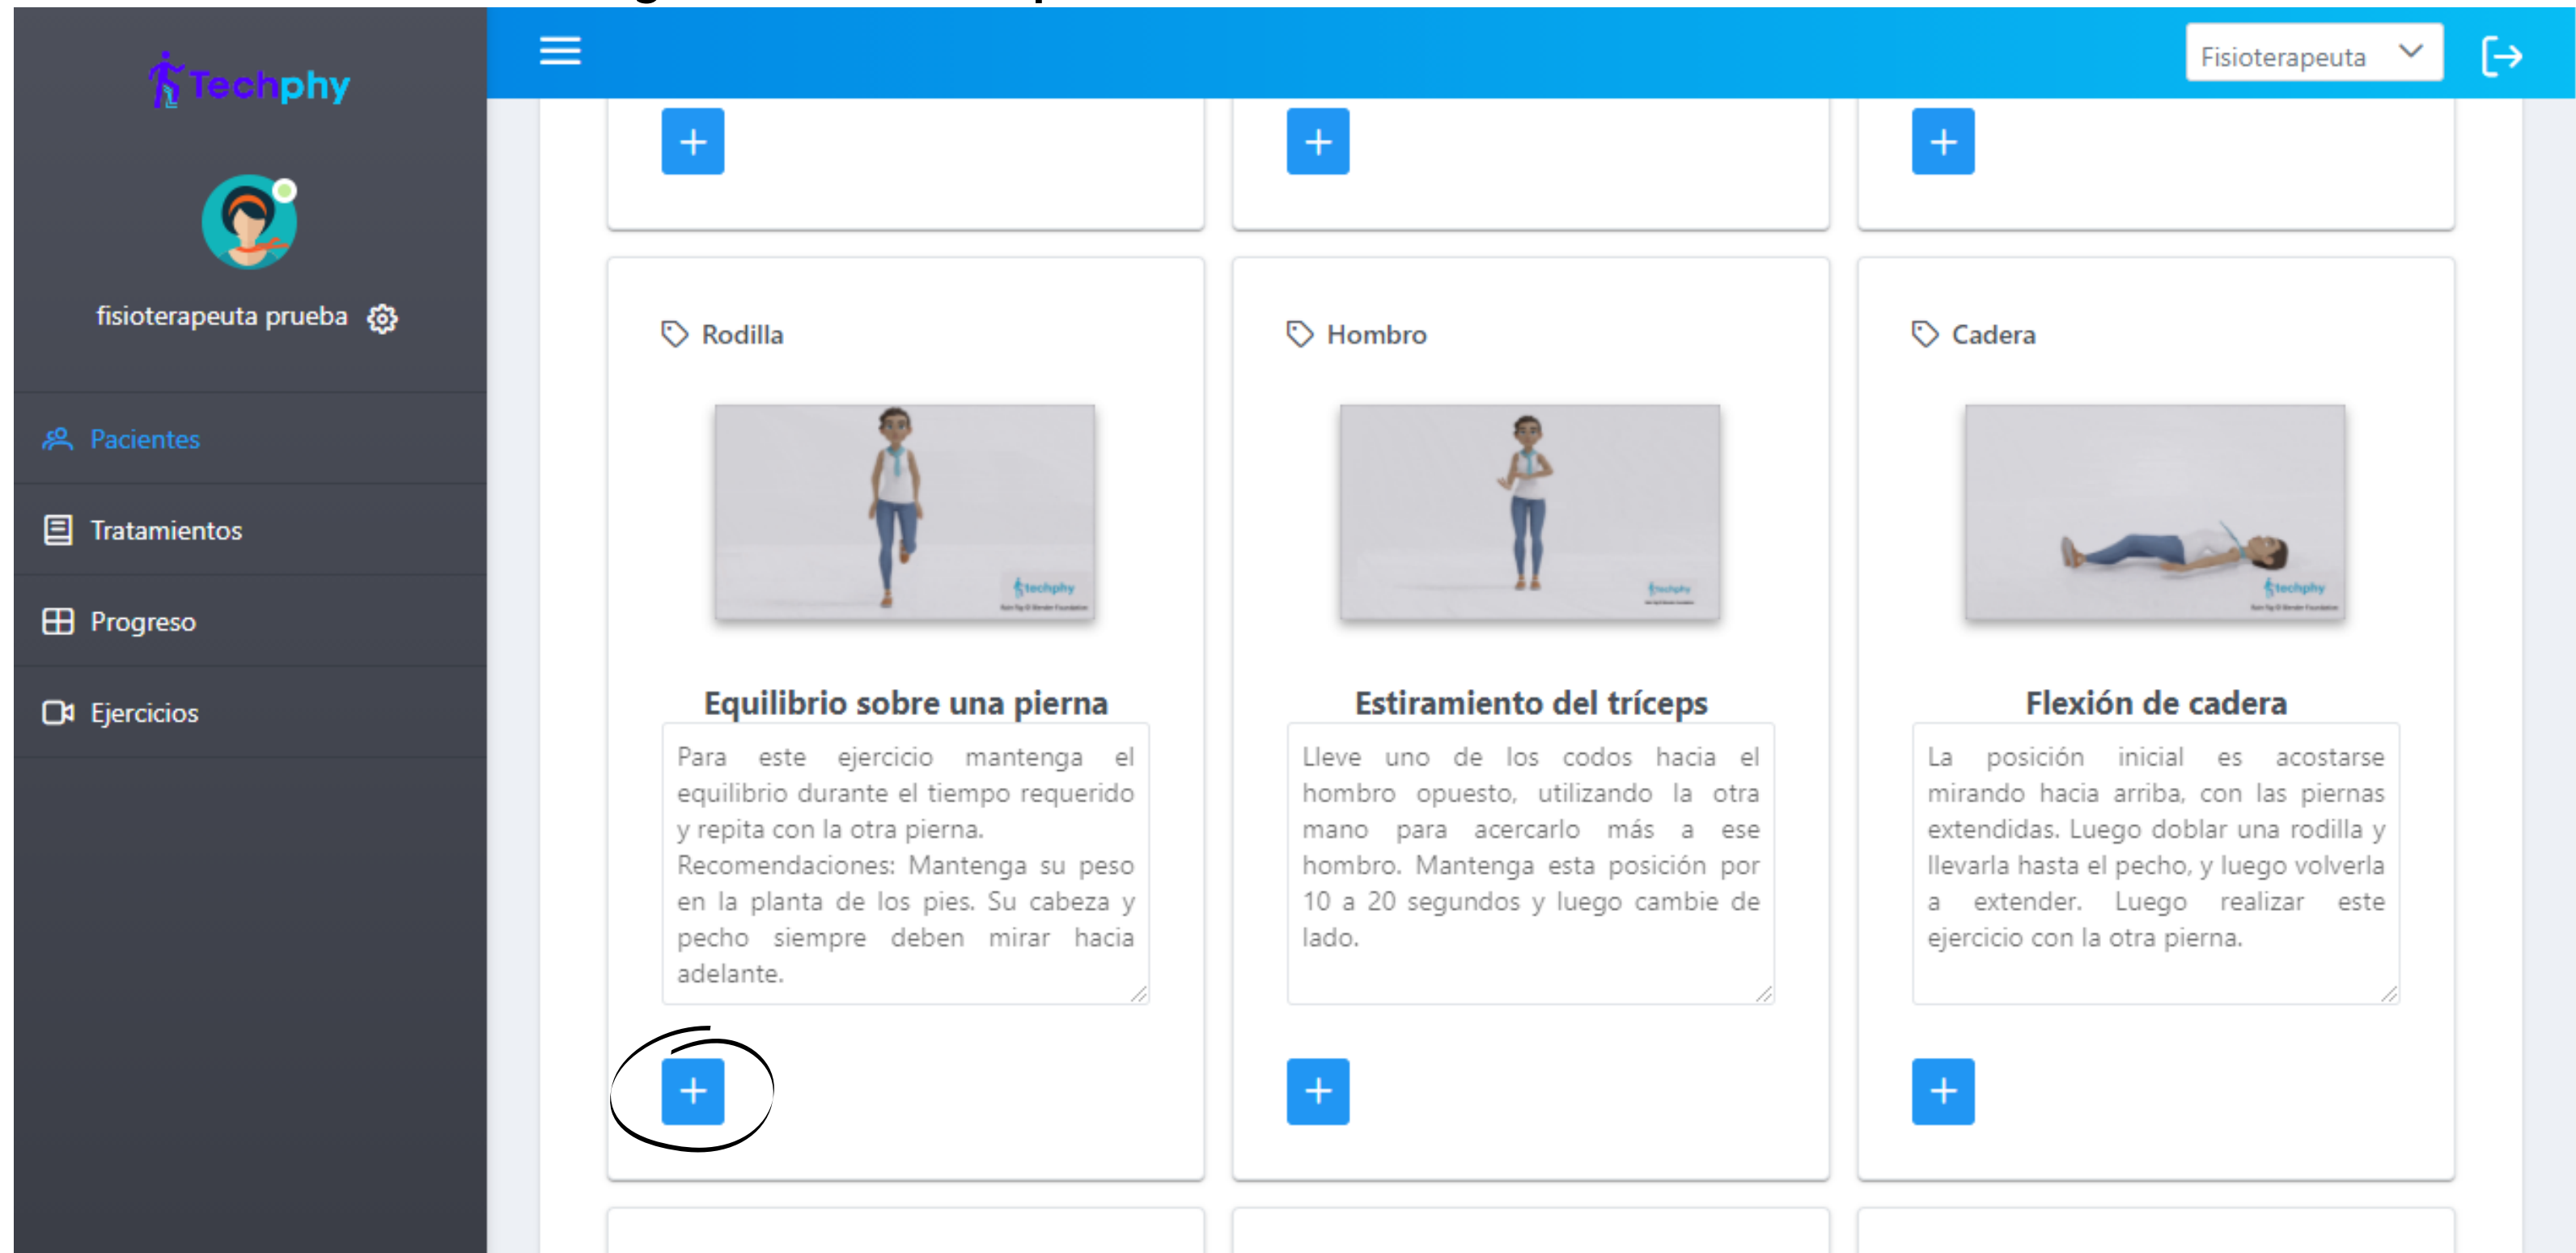 Techphy
Fisioterapeuta
fisioterapeuta prueba
Pacientes
Tratamientos
Progreso
Ejercicios
Rodilla
techphy
Equilibrio sobre una pierna
Para este ejercicio mantenga el
equilibrio durante el tiempo requerido
y repita con la otra pierna.
Recomendaciones: Mantenga su peso
en la planta de los pies. Su cabeza y
pecho siempre deben mirar hacia
adelante.
Hombro
techphy
Estiramiento del tríceps
Lleve uno de los codos hacia el
hombro opuesto, utilizando la otra
mano para acercarlo más a ese
hombro. Mantenga esta posición por
10 a 20 segundos y luego cambie de
lado.
Cadera
techphy
Flexión de cadera
La posición inicial es acostarse
mirando hacia arriba, con las piernas
extendidas. Luego doblar una rodilla y
llevarla hasta el pecho, y luego volverla
a extender. Luego realizar este
ejercicio con la otra pierna.